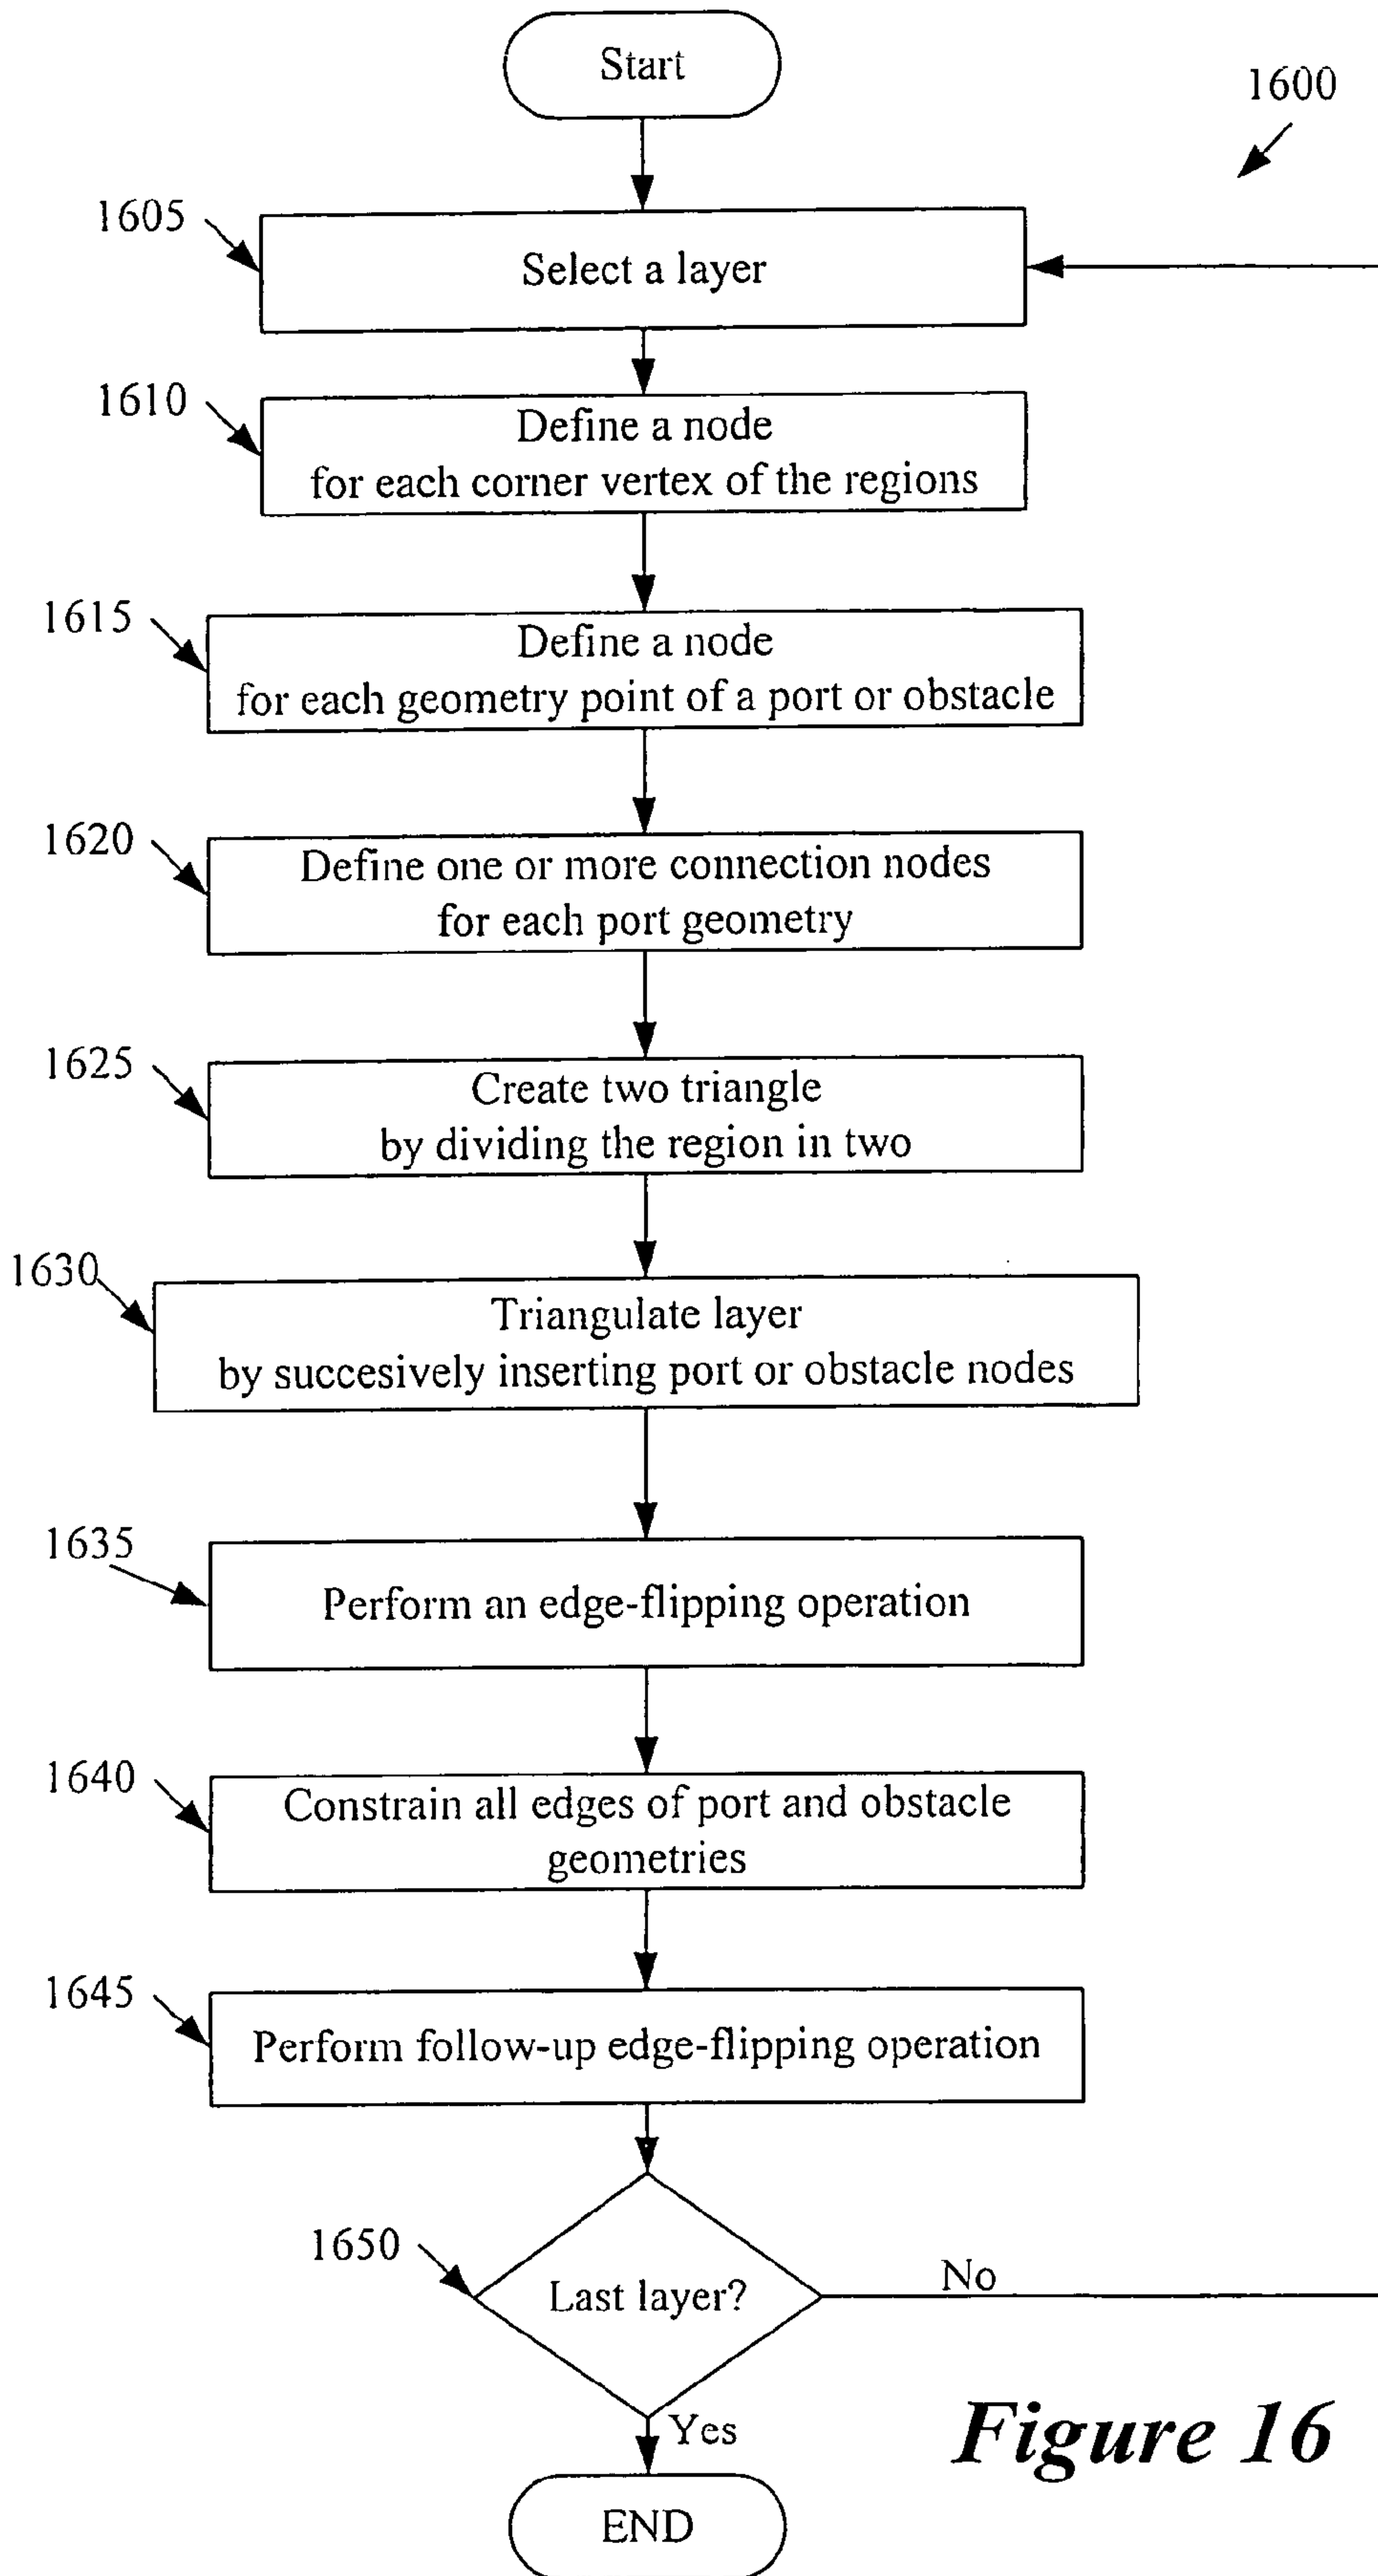 Start
1600
1605
Select a layer
1610
Define a node
for each corner vertex of the regions
1615
Define a node
for each geometry point of a port or obstacle
1620
Define one or more connection nodes
for each port geometry
1625
Create two triangle
by dividing the region in two
1630
Triangulate layer
by succesively inserting port or obstacle nodes
1635
Perform an edge-flipping operation
1640
Constrain all edges of port and obstacle
geometries
1645
Perform follow-up edge-flipping operation
1650
Last layer?
No
Yes
Figure 16
END